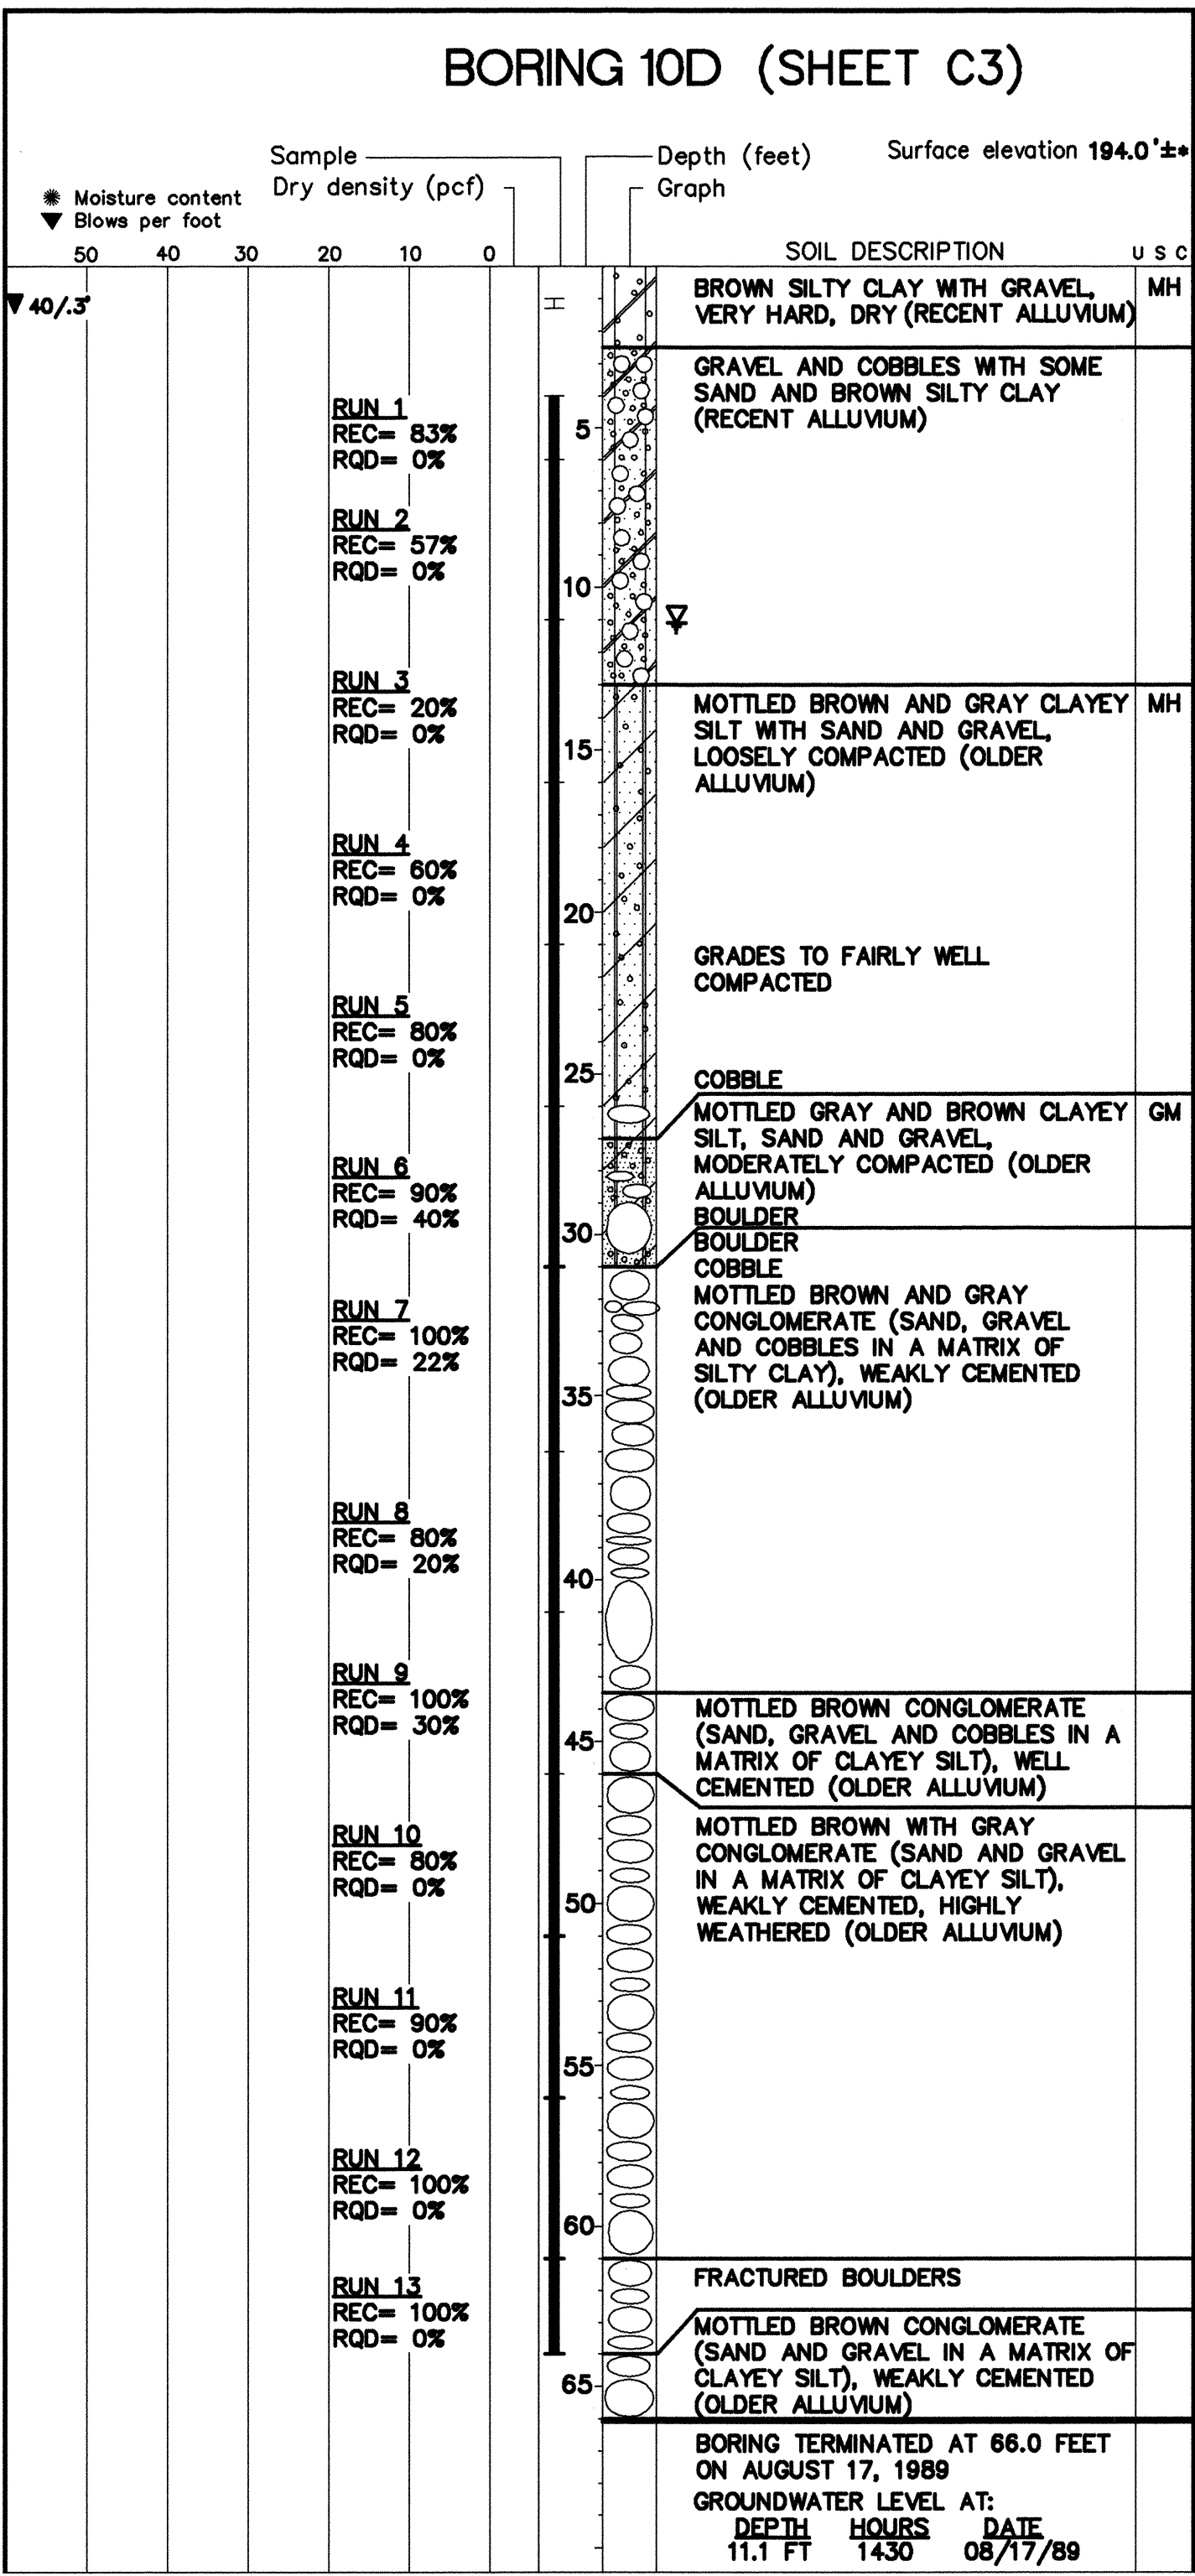 BORING 10D (SHEET C3)
Sample
Depth (feet)
Surface elevation 194.0'±*
Dry density (pcf)
Graph
Moisture content
Blows per foot
50 40 30 20 10 0
SOIL DESCRIPTION
U S C
40/.3'
BROWN SILTY CLAY WITH GRAVEL, MH
VERY HARD, DRY (RECENT ALLUVIUM)
GRAVEL AND COBBLES WITH SOME
SAND AND BROWN SILTY CLAY
(RECENT ALLUVIUM)
RUN 1
REC= 83%
RQD= 0%
5
RUN 2
REC= 57%
RQD= 0%
10
RUN 3
REC= 20%
RQD= 0%
MOTTLED BROWN AND GRAY CLAYEY MH
SILT WITH SAND AND GRAVEL,
LOOSELY COMPACTED (OLDER
ALLUVIUM)
15
RUN 4
REC= 60%
RQD= 0%
20
GRADES TO FAIRLY WELL
COMPACTED
RUN 5
REC= 80%
RQD= 0%
25
COBBLE
MOTTLED GRAY AND BROWN CLAYEY GM
SILT, SAND AND GRAVEL,
MODERATELY COMPACTED (OLDER
ALLUVIUM)
BOULDER
RUN 6
REC= 90%
RQD= 40%
30
BOULDER
COBBLE
MOTTLED BROWN AND GRAY
CONGLOMERATE (SAND, GRAVEL
AND COBBLES IN A MATRIX OF
SILTY CLAY), WEAKLY CEMENTED
(OLDER ALLUVIUM)
RUN 7
REC= 100%
RQD= 22%
35
RUN 8
REC= 80%
RQD= 20%
40
RUN 9
REC= 100%
RQD= 30%
MOTTLED BROWN CONGLOMERATE
(SAND, GRAVEL AND COBBLES IN A
MATRIX OF CLAYEY SILT), WELL
CEMENTED (OLDER ALLUVIUM)
45
MOTTLED BROWN WITH GRAY
CONGLOMERATE (SAND AND GRAVEL
IN A MATRIX OF CLAYEY SILT),
WEAKLY CEMENTED, HIGHLY
WEATHERED (OLDER ALLUVIUM)
RUN 10
REC= 80%
RQD= 0%
50
RUN 11
REC= 90%
RQD= 0%
55
RUN 12
REC= 100%
RQD= 0%
60
FRACTURED BOULDERS
RUN 13
REC= 100%
RQD= 0%
MOTTLED BROWN CONGLOMERATE
(SAND AND GRAVEL IN A MATRIX OF
CLAYEY SILT), WEAKLY CEMENTED
(OLDER ALLUVIUM)
65
BORING TERMINATED AT 66.0 FEET
ON AUGUST 17, 1989
GROUNDWATER LEVEL AT:
DEPTH HOURS DATE
11.1 FT 1430 08/17/89